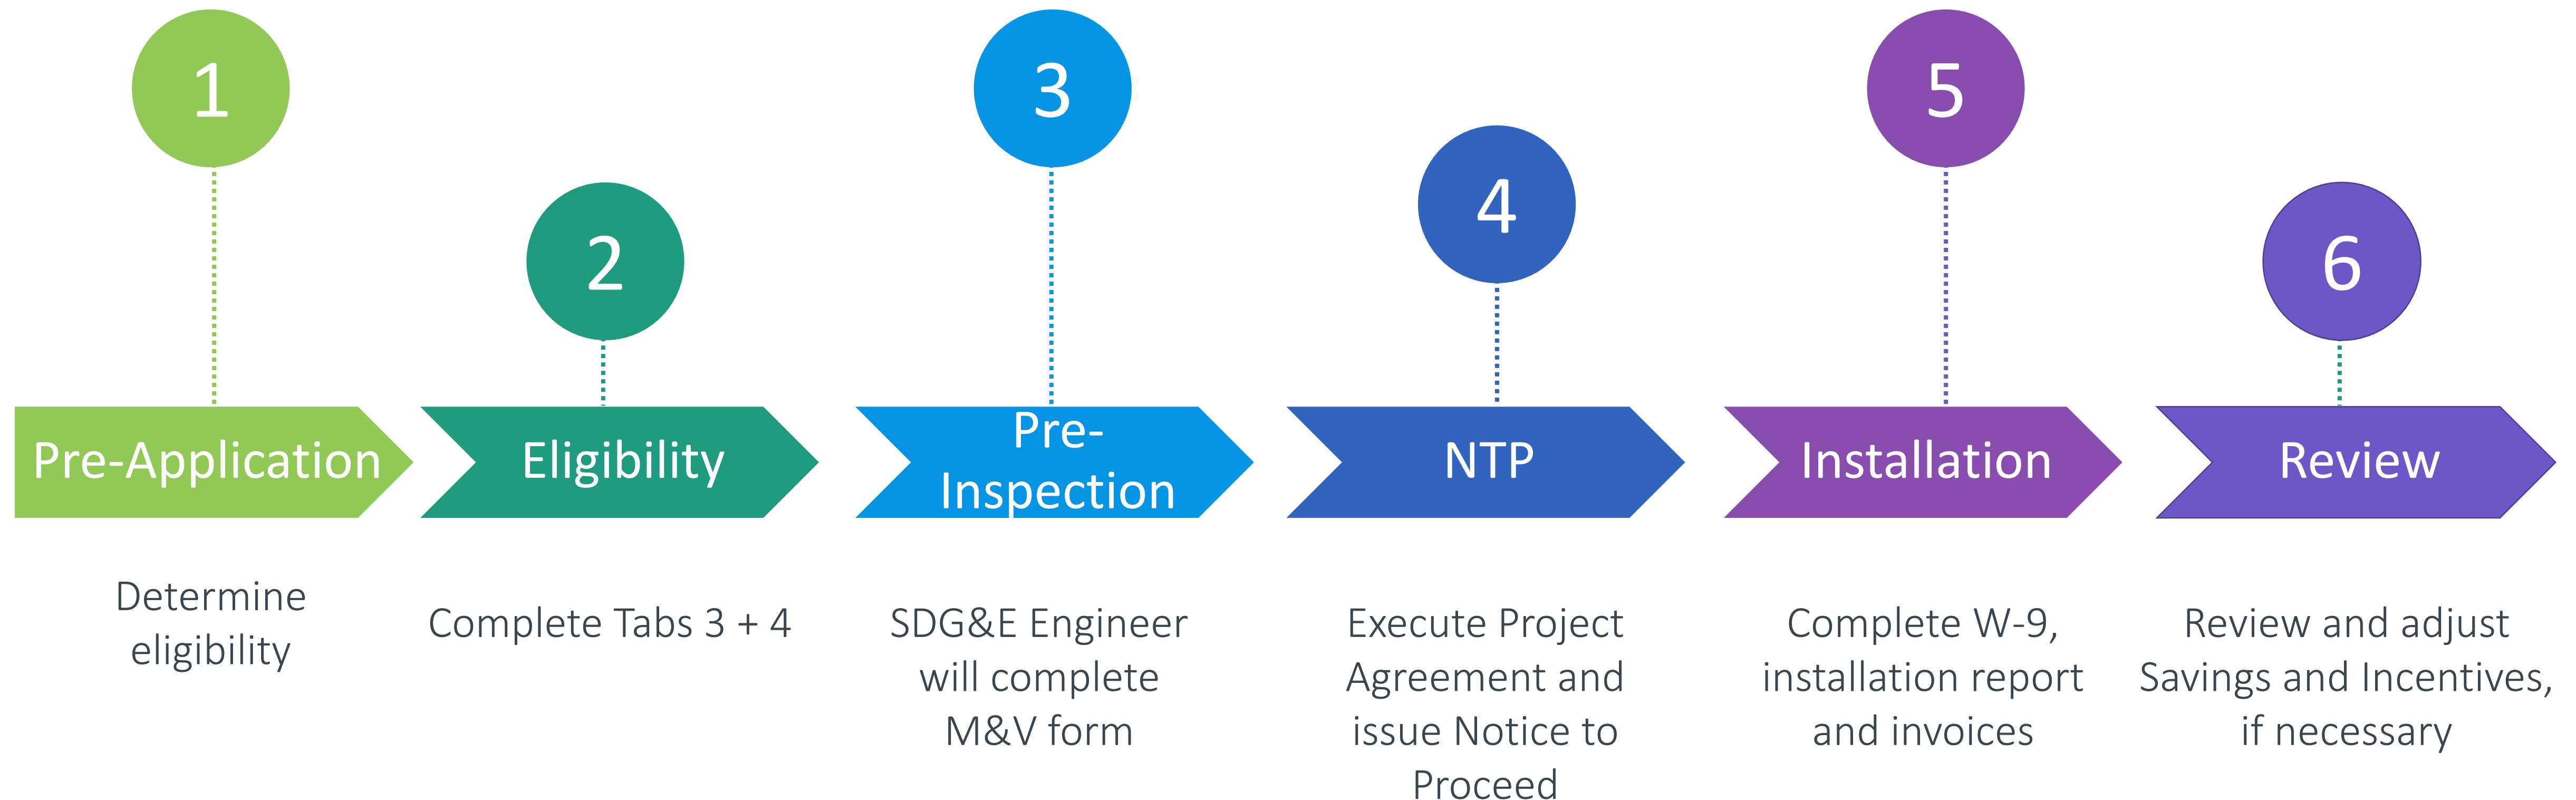 1
Pre-Application
Determine
eligibility
2
Eligibility
Complete Tabs 3 + 4
3
Pre-
Inspection
SDG&E Engineer
will complete
M&V form
4
NTP
Execute Project
Agreement and
issue Notice to
Proceed
5
Installation
Complete W-9,
installation report
and invoices
6
Review
Review and adjust
Savings and Incentives,
if necessary